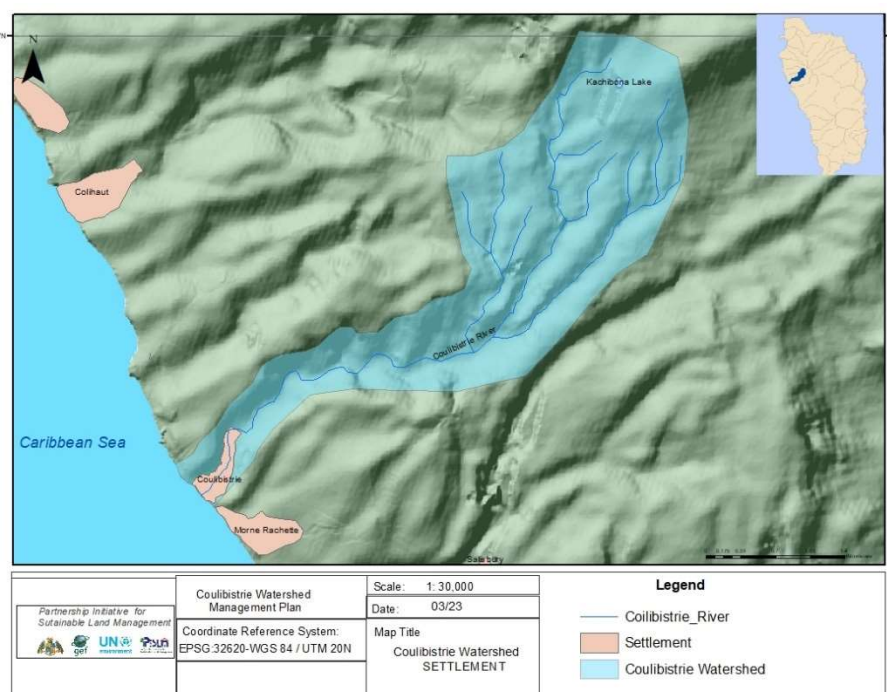 N
N
Kachibona Lake
Colihaut
Coulibistrie River
Caribbean Sea
Coulibistrie
Morne Rachette
Partnership Initiative for
Sutainable Land Management
gef
UN
Coulibistrie Watershed
Management Plan
Coordinate Reference System:
EPSG:32620-WGS 84 / UTM 20N
Scale: 1: 30,000
Date: 03/23
Map Title
Coulibistrie Watershed
SETTLEMENT
Legend
Coilibistrie_River
Settlement
Coulibistrie Watershed